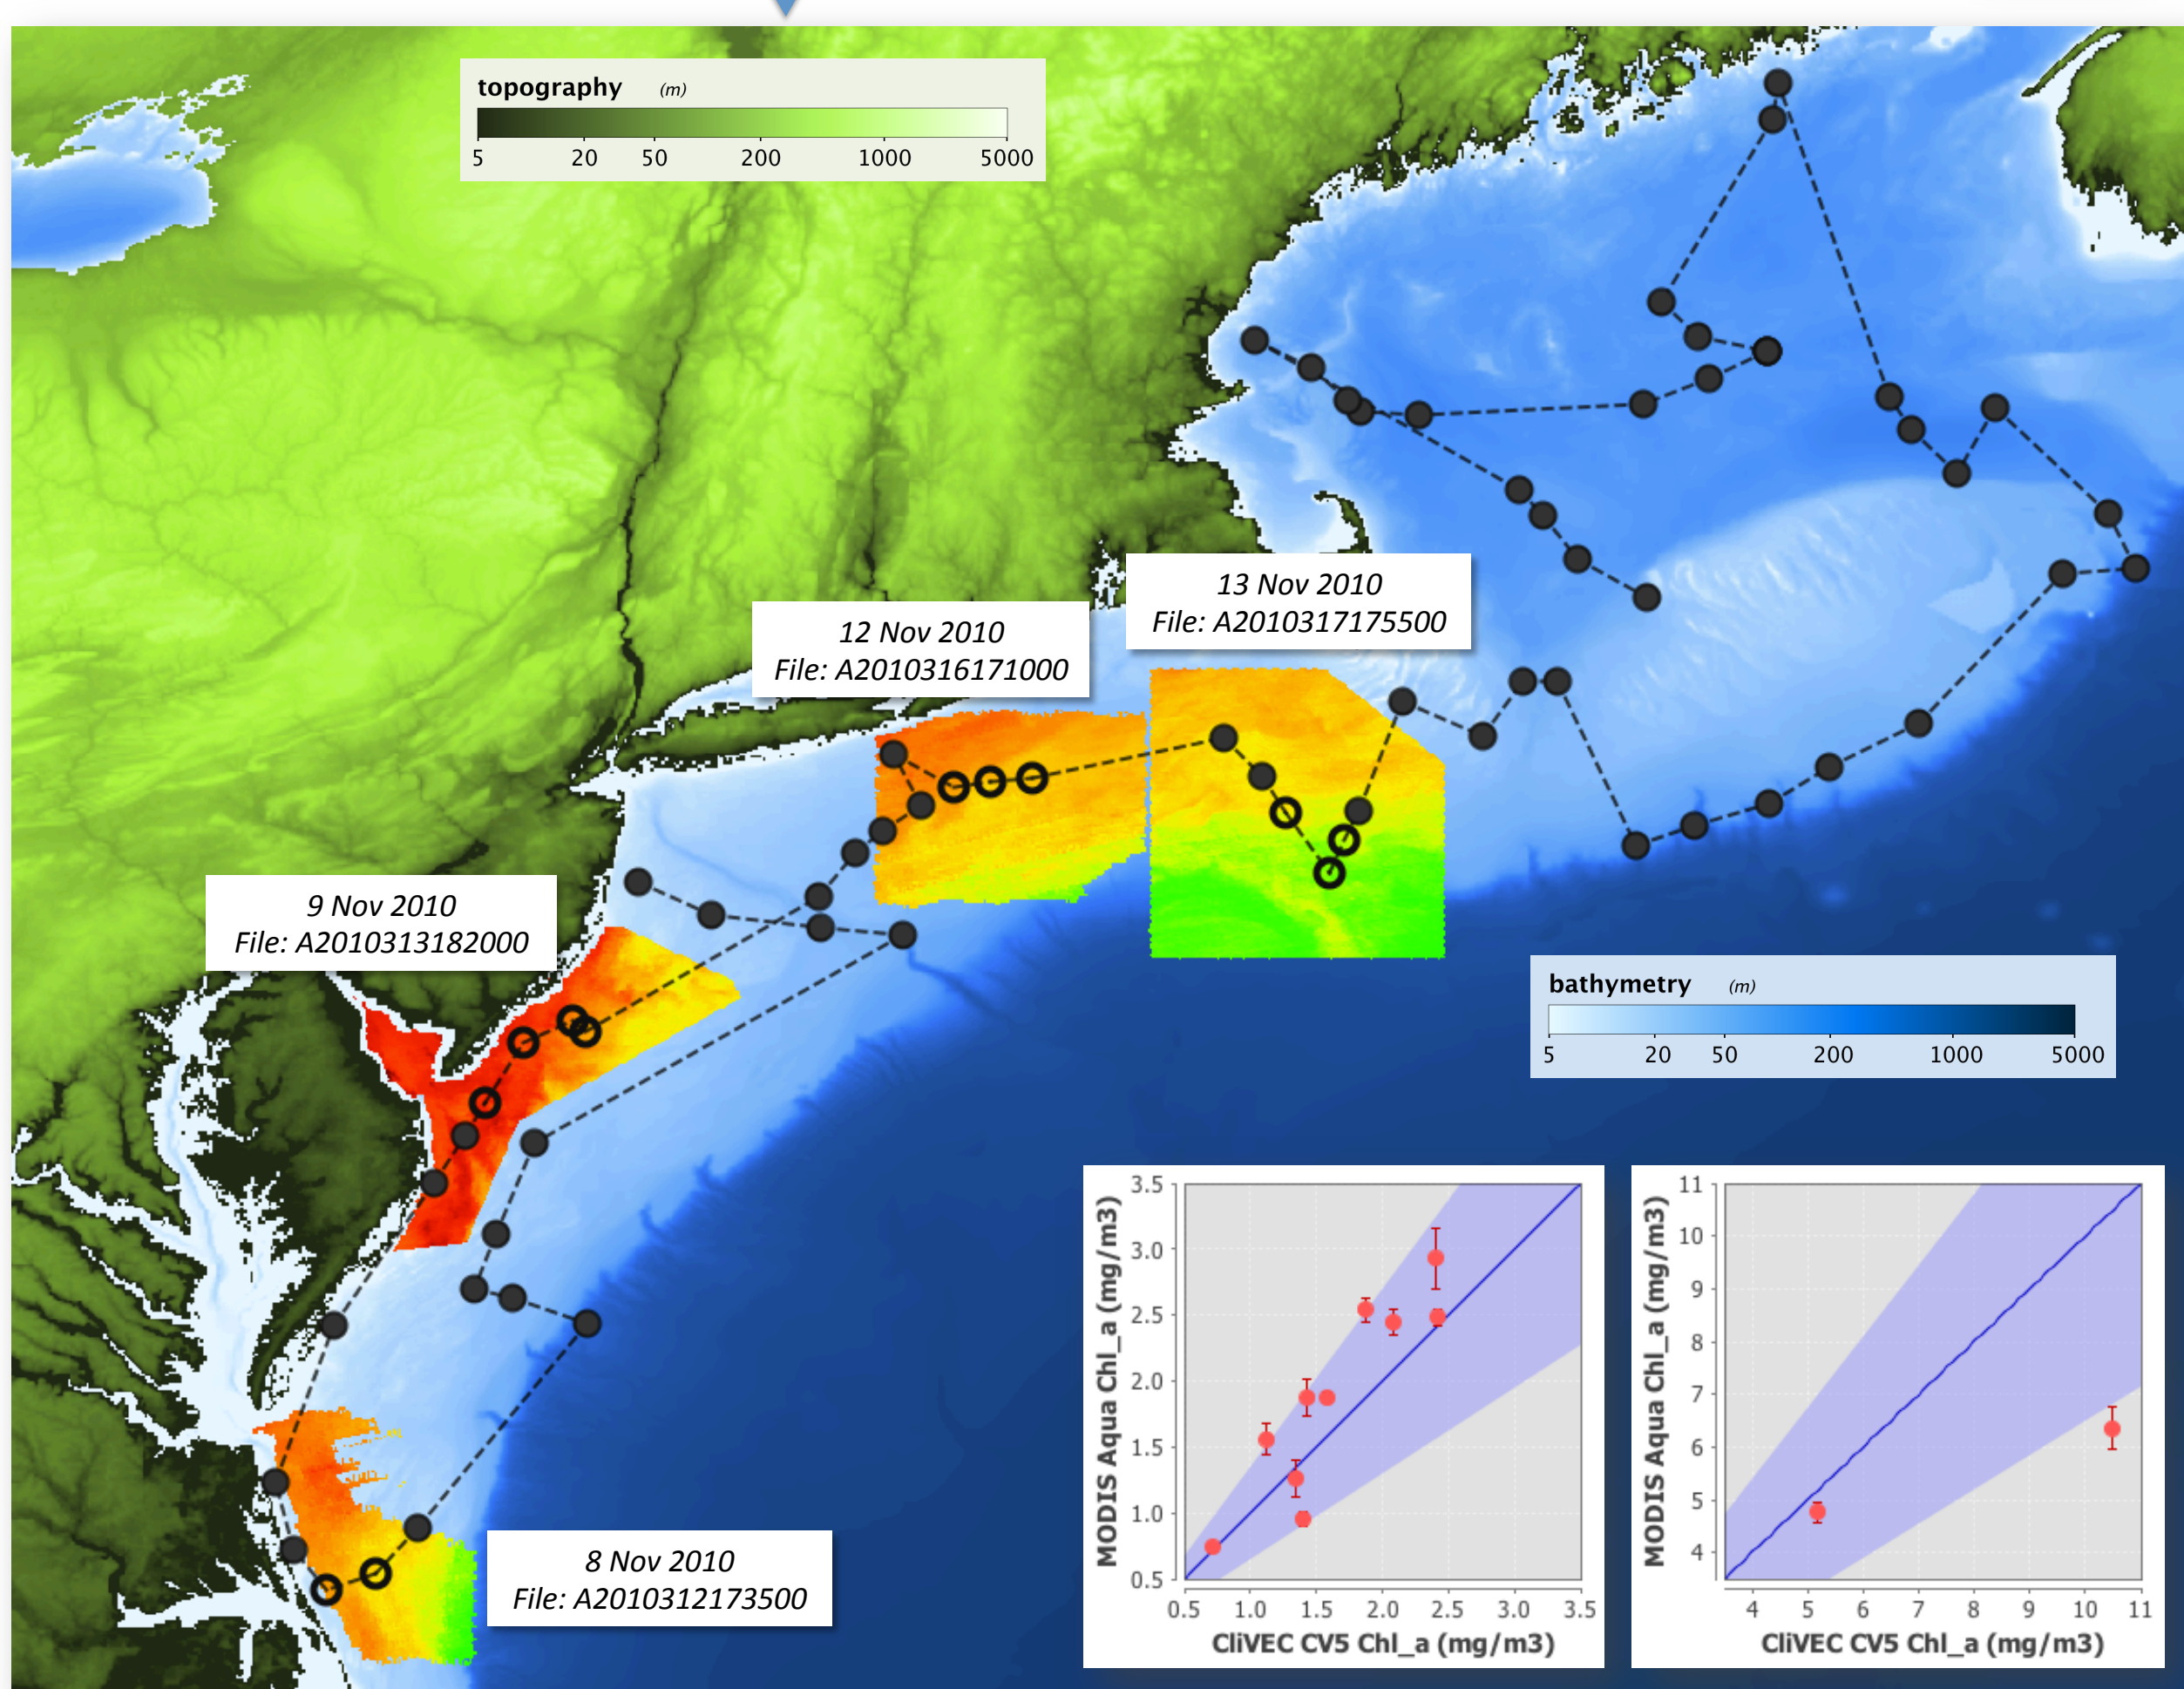 topography (m)
5 20 50 200 1000 5000
13 Nov 2010
File: A2010317175500
12 Nov 2010
File: A2010316171000
9 Nov 2010
File: A2010313182000
bathymetry (m)
5 20 50 200 1000 5000
8 Nov 2010
File: A2010312173500
MODIS Aqua Chl_a (mg/m3)
3.5
3.0
2.5
2.0
1.5
1.0
0.5
0.5 1.0 1.5 2.0 2.5 3.0 3.5
CliVEC CV5 Chl_a (mg/m3)
MODIS Aqua Chl_a (mg/m3)
11
10
9
8
7
6
5
4
4 5 6 7 8 9 10 11
CliVEC CV5 Chl_a (mg/m3)